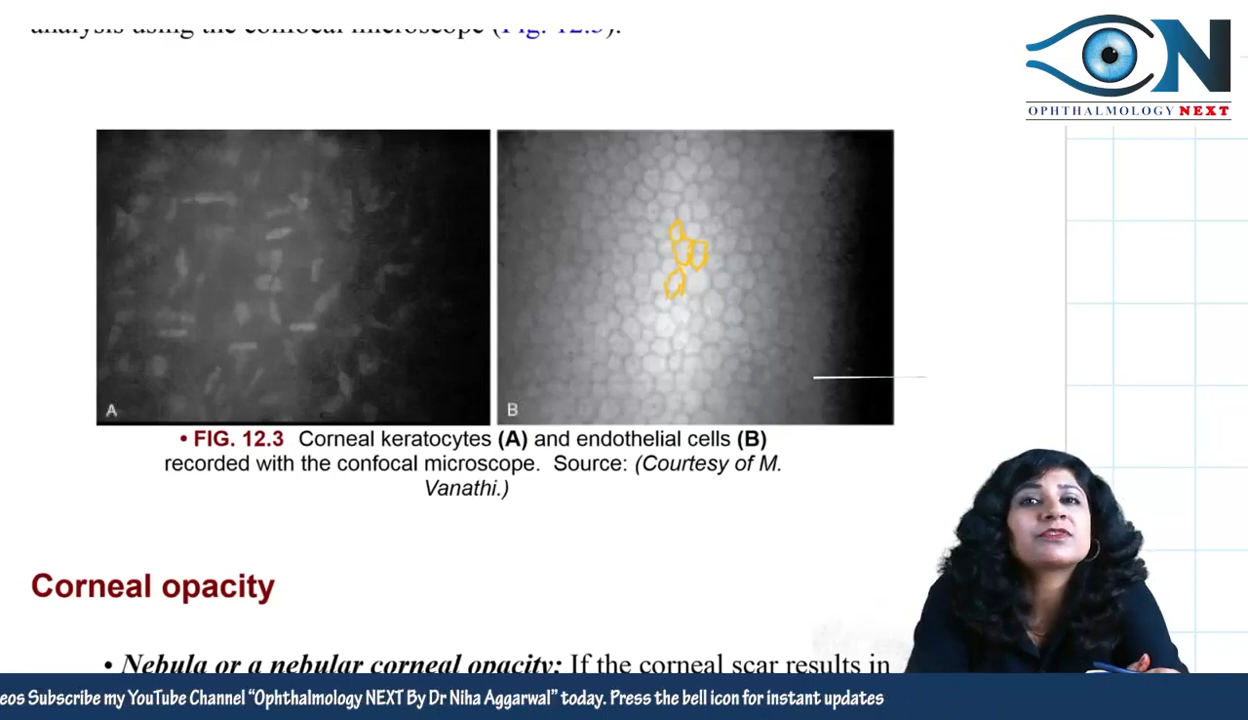 analysis using the confocal microscope (Fig. 12.3).
OPHTHALMOLOGY NEXT
A
B
• FIG. 12.3 Corneal keratocytes (A) and endothelial cells (B)
recorded with the confocal microscope. Source: (Courtesy of M.
Vanathi.)
Corneal opacity
• Nebula or a nebular corneal opacity: If the corneal scar results in
eos Subscribe my YouTube Channel “Ophthalmology NEXT By Dr Niha Aggarwal” today. Press the bell icon for instant updates